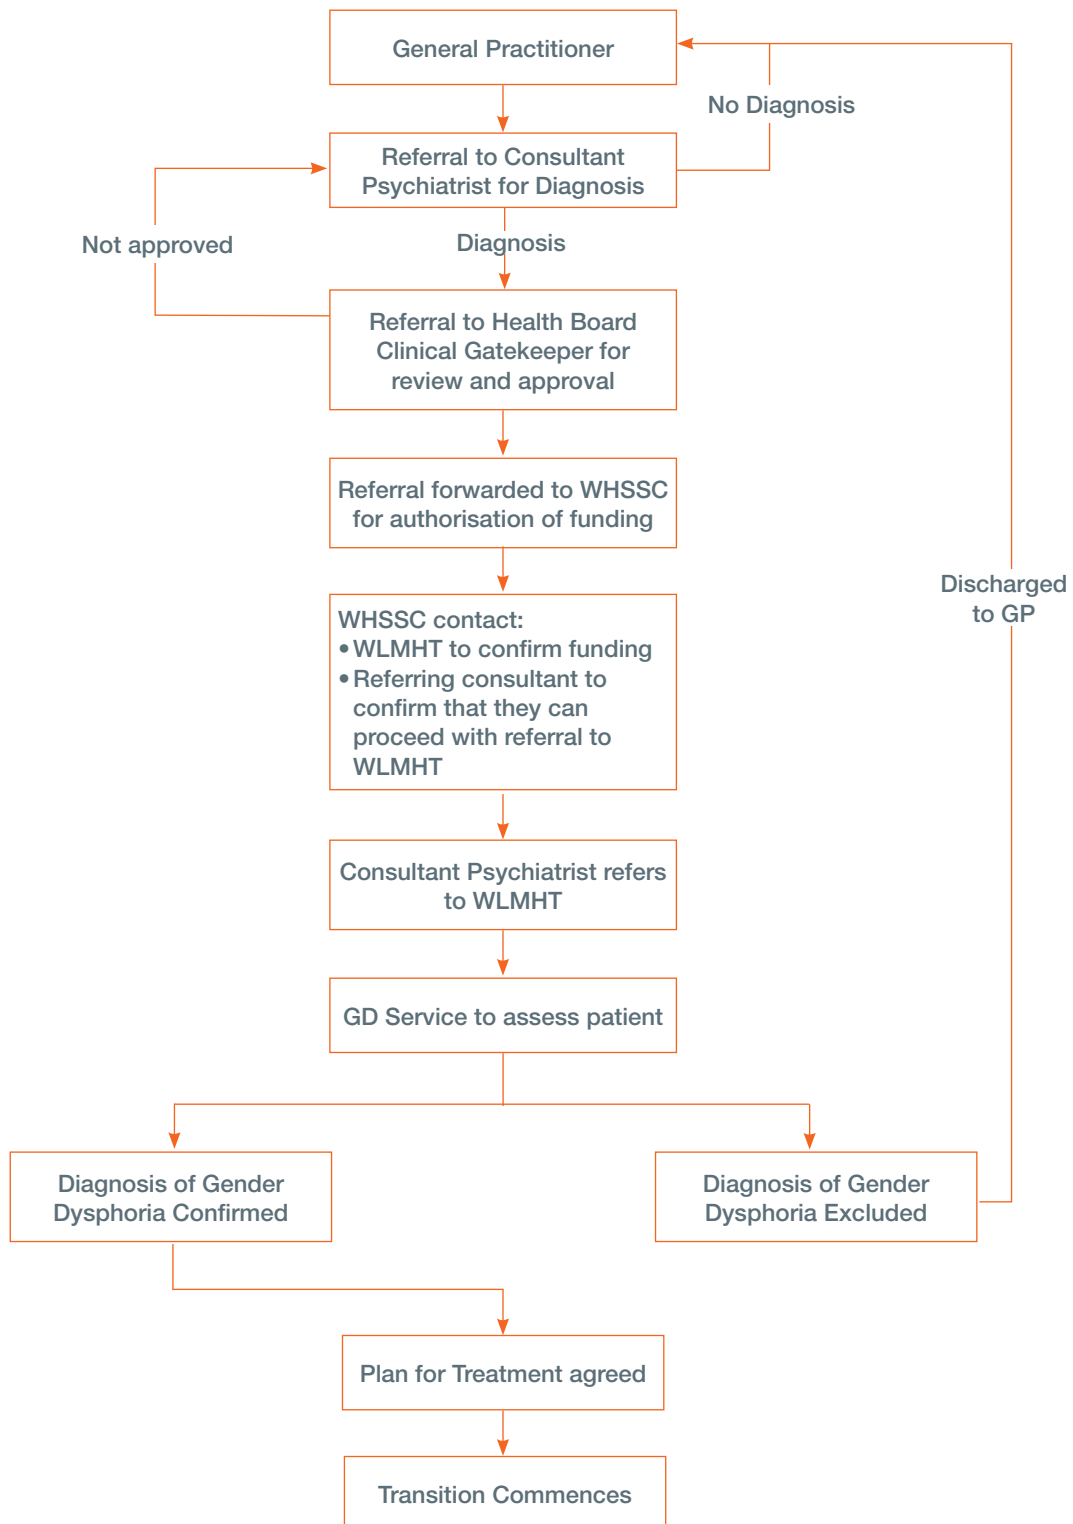 General Practitioner
No Diagnosis
Referral to Consultant
Psychiatrist for Diagnosis
Not approved
Diagnosis
Referral to Health Board
Clinical Gatekeeper for
review and approval
Referral forwarded to WHSSC
for authorisation of funding
Discharged
to GP
WHSSC contact:
• WLMHT to confirm funding
• Referring consultant to
confirm that they can
proceed with referral to
WLMHT
Consultant Psychiatrist refers
to WLMHT
GD Service to assess patient
Diagnosis of Gender
Dysphoria Confirmed
Diagnosis of Gender
Dysphoria Excluded
Plan for Treatment agreed
Transition Commences